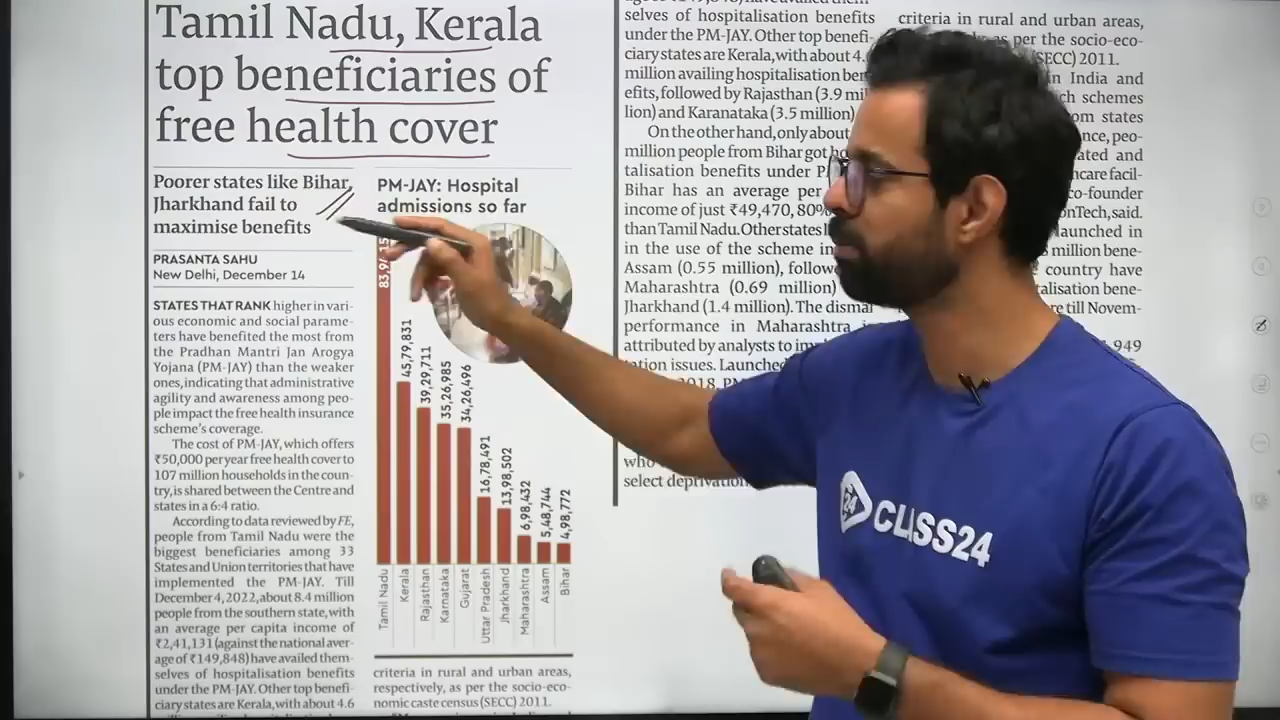 Tamil Nadu, Kerala
top beneficiaries of
free health cover
Poorer states like Bihar,
Jharkhand fail to
maximise benefits
PRASANTA SAHU
New Delhi, December 14
STATES THAT RANK higher in vari-
ous economic and social parame-
ters have benefited the most from
the Pradhan Mantri Jan Arogya
Yojana (PM-JAY) than the weaker
ones, indicating that administrative
agility and awareness among peo-
ple impact the free health insurance
scheme's coverage.
The cost of PM-JAY, which offers
₹50,000 per year free health cover to
107 million households in the coun-
try, is shared between the Centre and
states in a 6:4 ratio.
According to data reviewed by FE,
people from Tamil Nadu were the
biggest beneficiaries among 33
States and Union territories that have
implemented the PM-JAY. Till
December 4, 2022, about 8.4 million
people from the southern state, with
an average per capita income of
₹2,41,131 (against the national aver-
age of ₹149,848) have availed them-
selves of hospitalisation benefits
under the PM-JAY. Other top benefi-
ciary states are Kerala, with about 4.6
PM-JAY: Hospital
admissions so far
45,79,831
39,29,711
35,26,985
34,26,496
16,78,491
13,98,502
6,98,432
5,48,744
4,98,772
Tamil Nadu
Kerala
Rajasthan
Karnataka
Gujarat
Uttar Pradesh
Jharkhand
Maharashtra
Assam
Bihar
criteria in rural and urban areas,
respectively, as per the socio-eco-
nomic caste census (SECC) 2011.
selves of hospitalisation benefits
under the PM-JAY. Other top benefi-
ciary states are Kerala, with about 4.
million availing hospitalisation ben
efits, followed by Rajasthan (3.9 mil
lion) and Karanataka (3.5 million)
On the other hand, only about
million people from Bihar got ho
talisation benefits under P
Bihar has an average per
income of just ₹49,470, 80%
than Tamil Nadu. Other states
in the use of the scheme in
Assam (0.55 million), follow
Maharashtra (0.69 million)
Jharkhand (1.4 million). The dismal
performance in Maharashtra
attributed by analysts to
tation issues. Launched
2018, PM
who
select deprivation
criteria in rural and urban areas,
as per the socio-eco-
(SECC) 2011.
in India and
ch schemes
om states
nce, peo-
ated and
hcare facil-
co-founder
onTech, said.
launched in
million bene-
country have
talisation bene-
re till Novem-
949
24
CLASS24